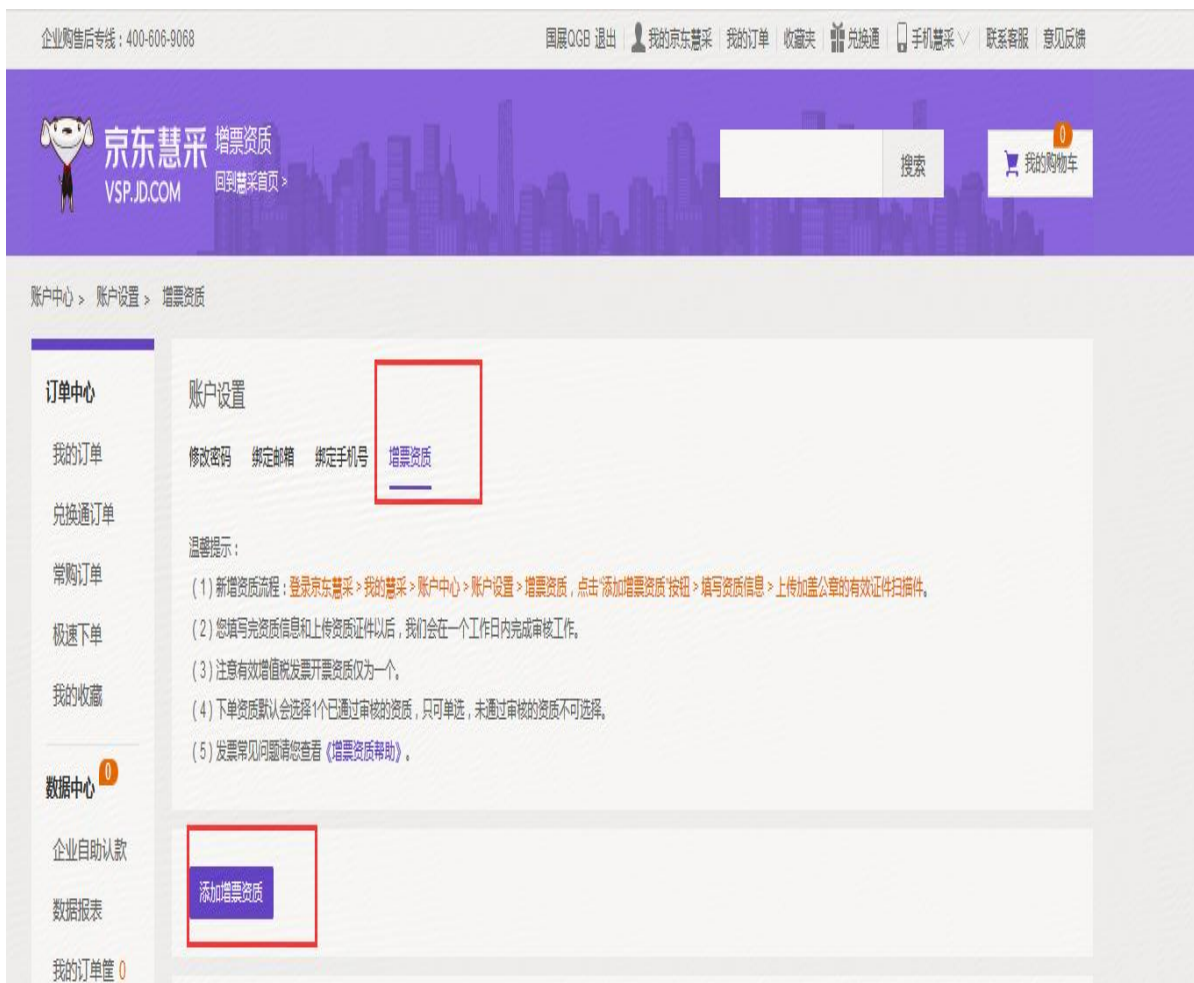 企业购售后专线：400-606-9068
国展QGB 退出 我的京东慧采 我的订单 收藏夹 兑换通 手机慧采 联系客服 意见反馈
京东慧采
VSP.JD.COM
增票资质
回到慧采首页 >
搜索
0
我的购物车
账户中心 > 账户设置 > 增票资质
订单中心
我的订单
兑换通订单
常购订单
极速下单
我的收藏
数据中心 0
企业自助认款
数据报表
我的订单筐 0
账户设置
修改密码 绑定邮箱 绑定手机号 增票资质
温馨提示：
（1）新增资质流程：登录京东慧采 > 我的慧采 > 账户中心 > 账户设置 > 增票资质，点击“添加增票资质”按钮 > 填写资质信息 > 上传加盖公章的有效证件扫描件。
（2）您填写完资质信息和上传资质证件以后，我们会在一个工作日内完成审核工作。
（3）注意有效增值税发票开票资质仅为一个。
（4）下单资质默认会选择1个已通过审核的资质，只可单选，未通过审核的资质不可选择。
（5）发票常见问题请您查看《增票资质帮助》。
添加增票资质